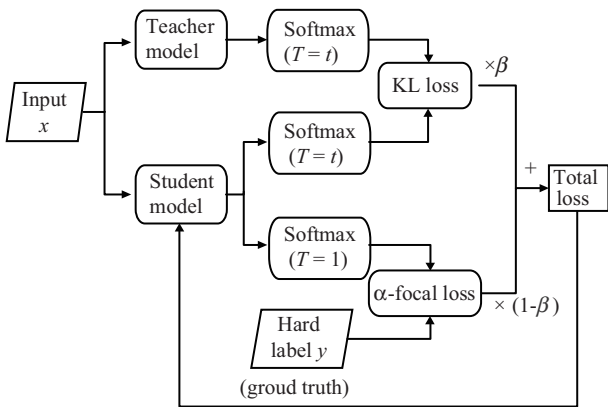 Teacher
model
Softmax
(T = t)
Input
x
KL loss
×β
Softmax
(T = t)
Student
model
+
Total
loss
Softmax
(T = 1)
α-focal loss
× (1-β)
Hard
label y
(groud truth)